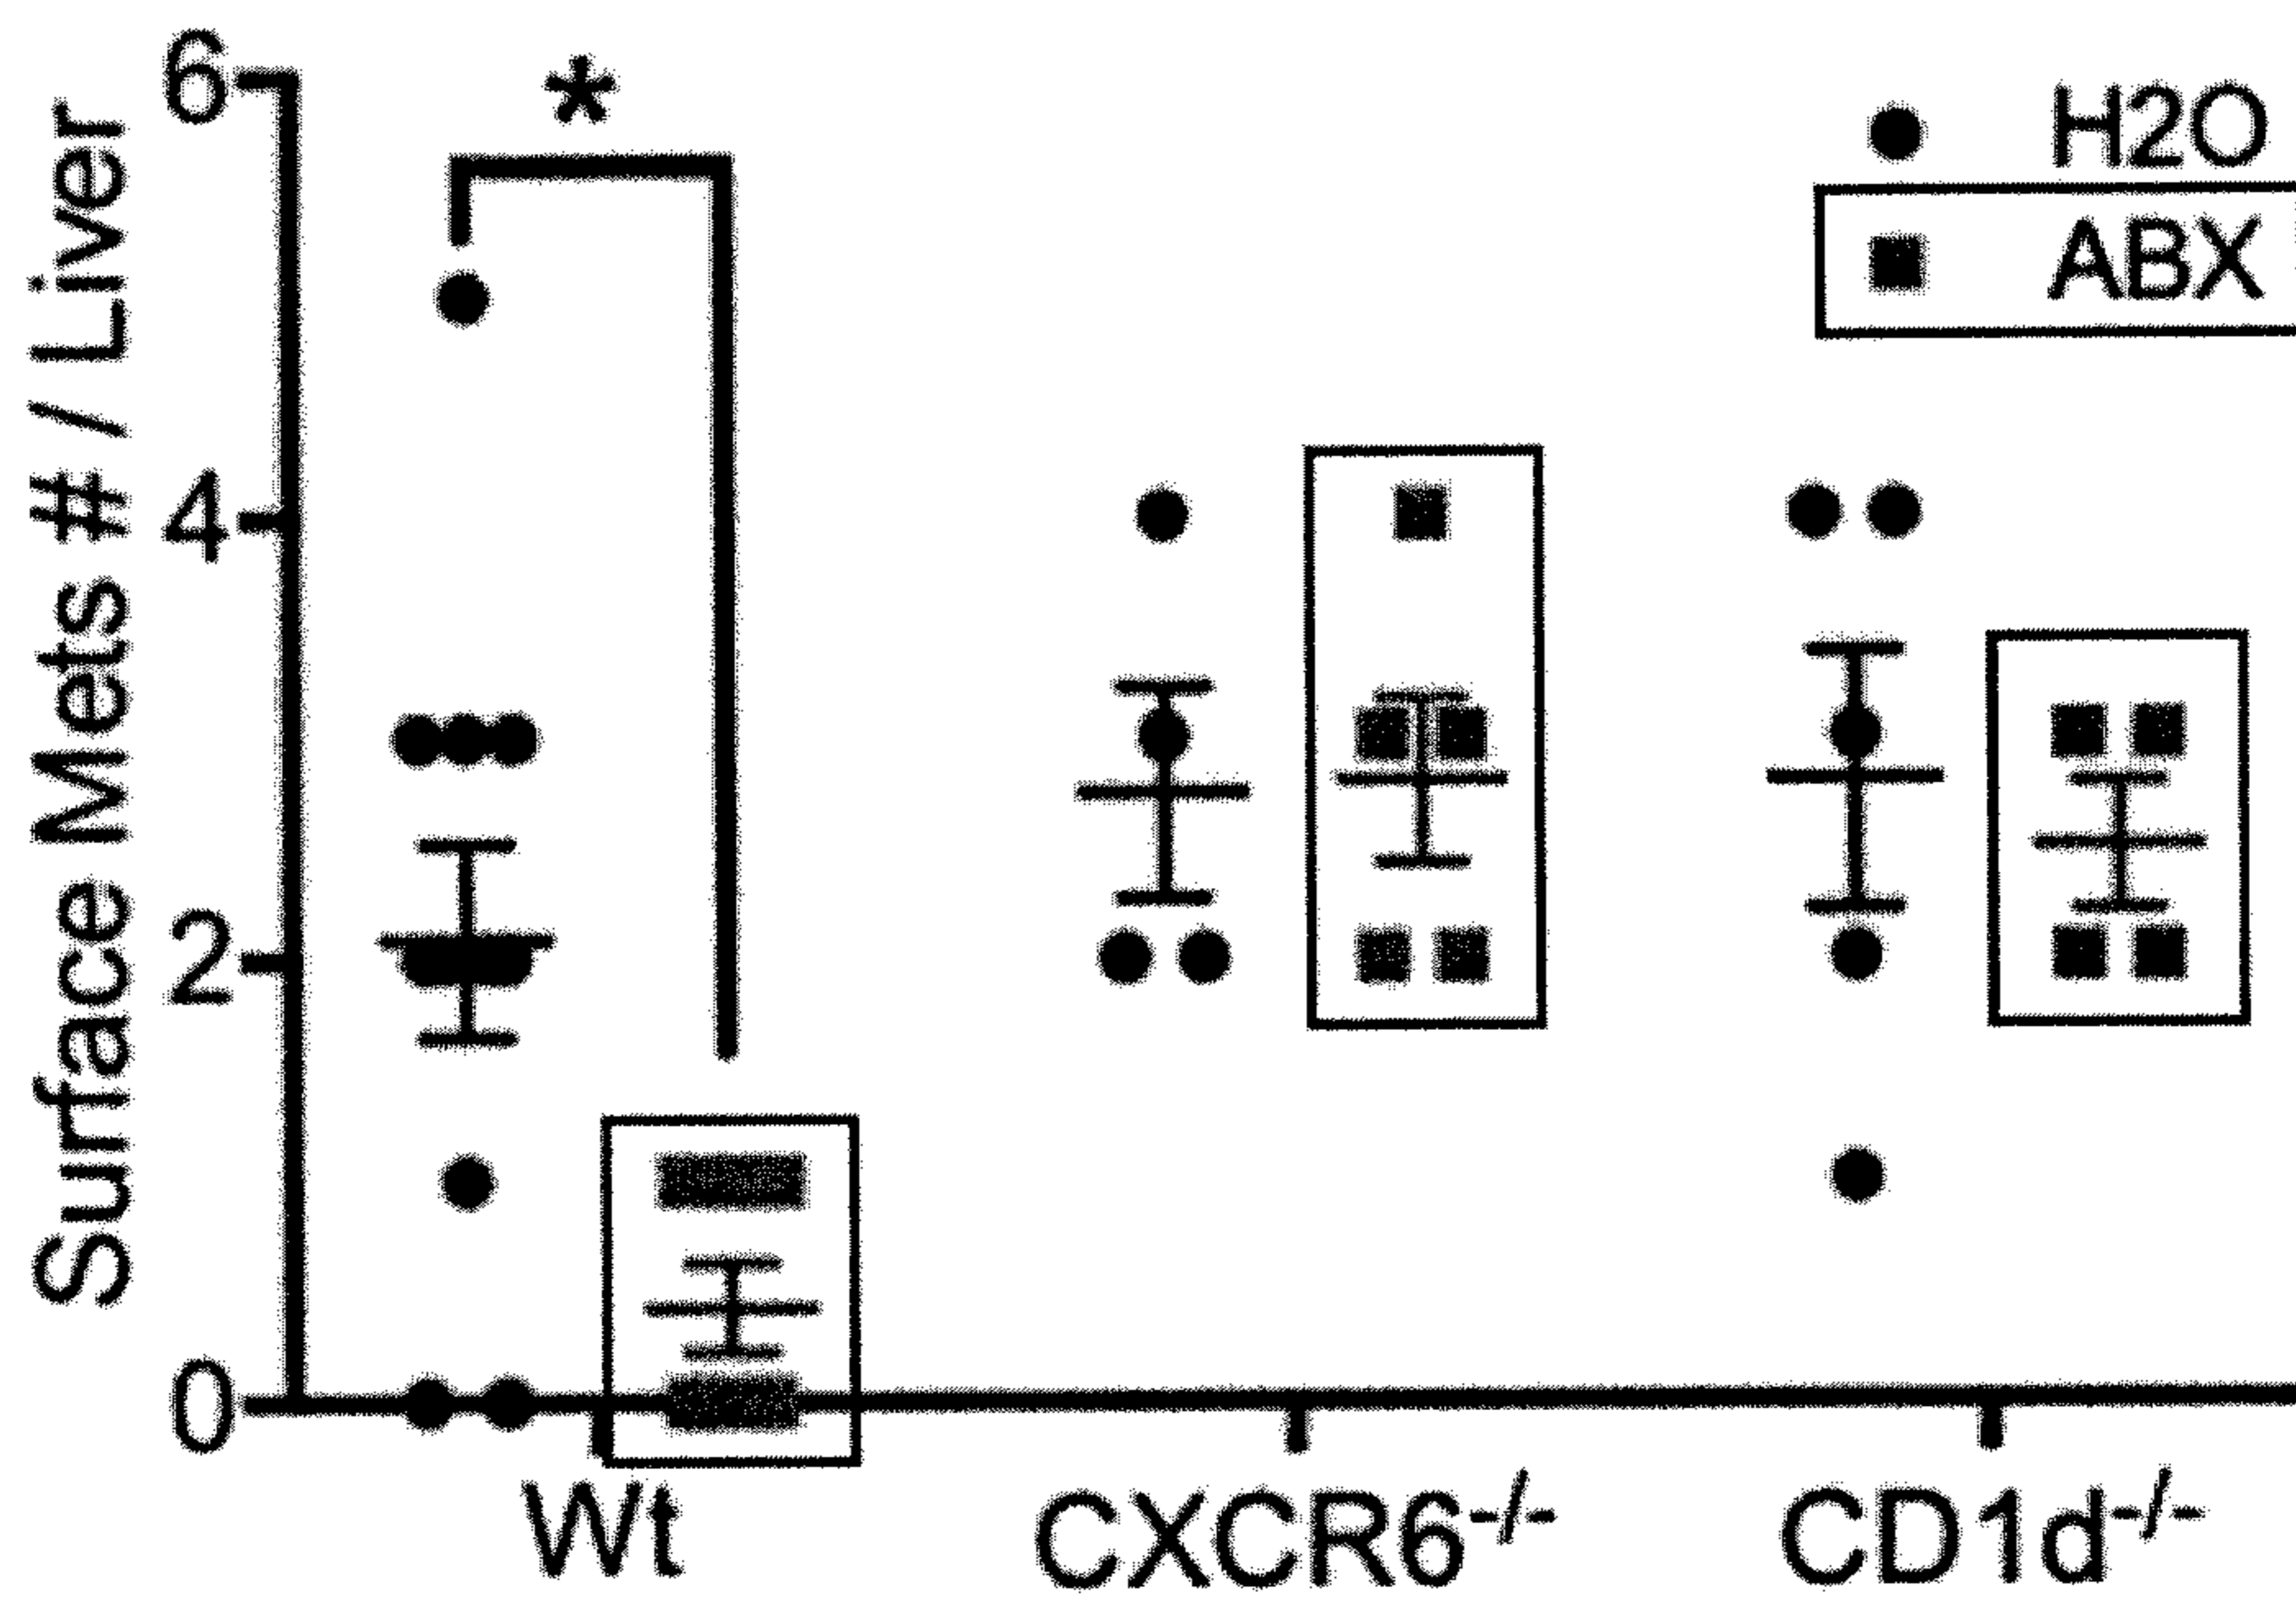 Surface Mets # / Liver
6
4
2
0
*
H2O
ABX
Wt
CXCR6-/-
CD1d-/-